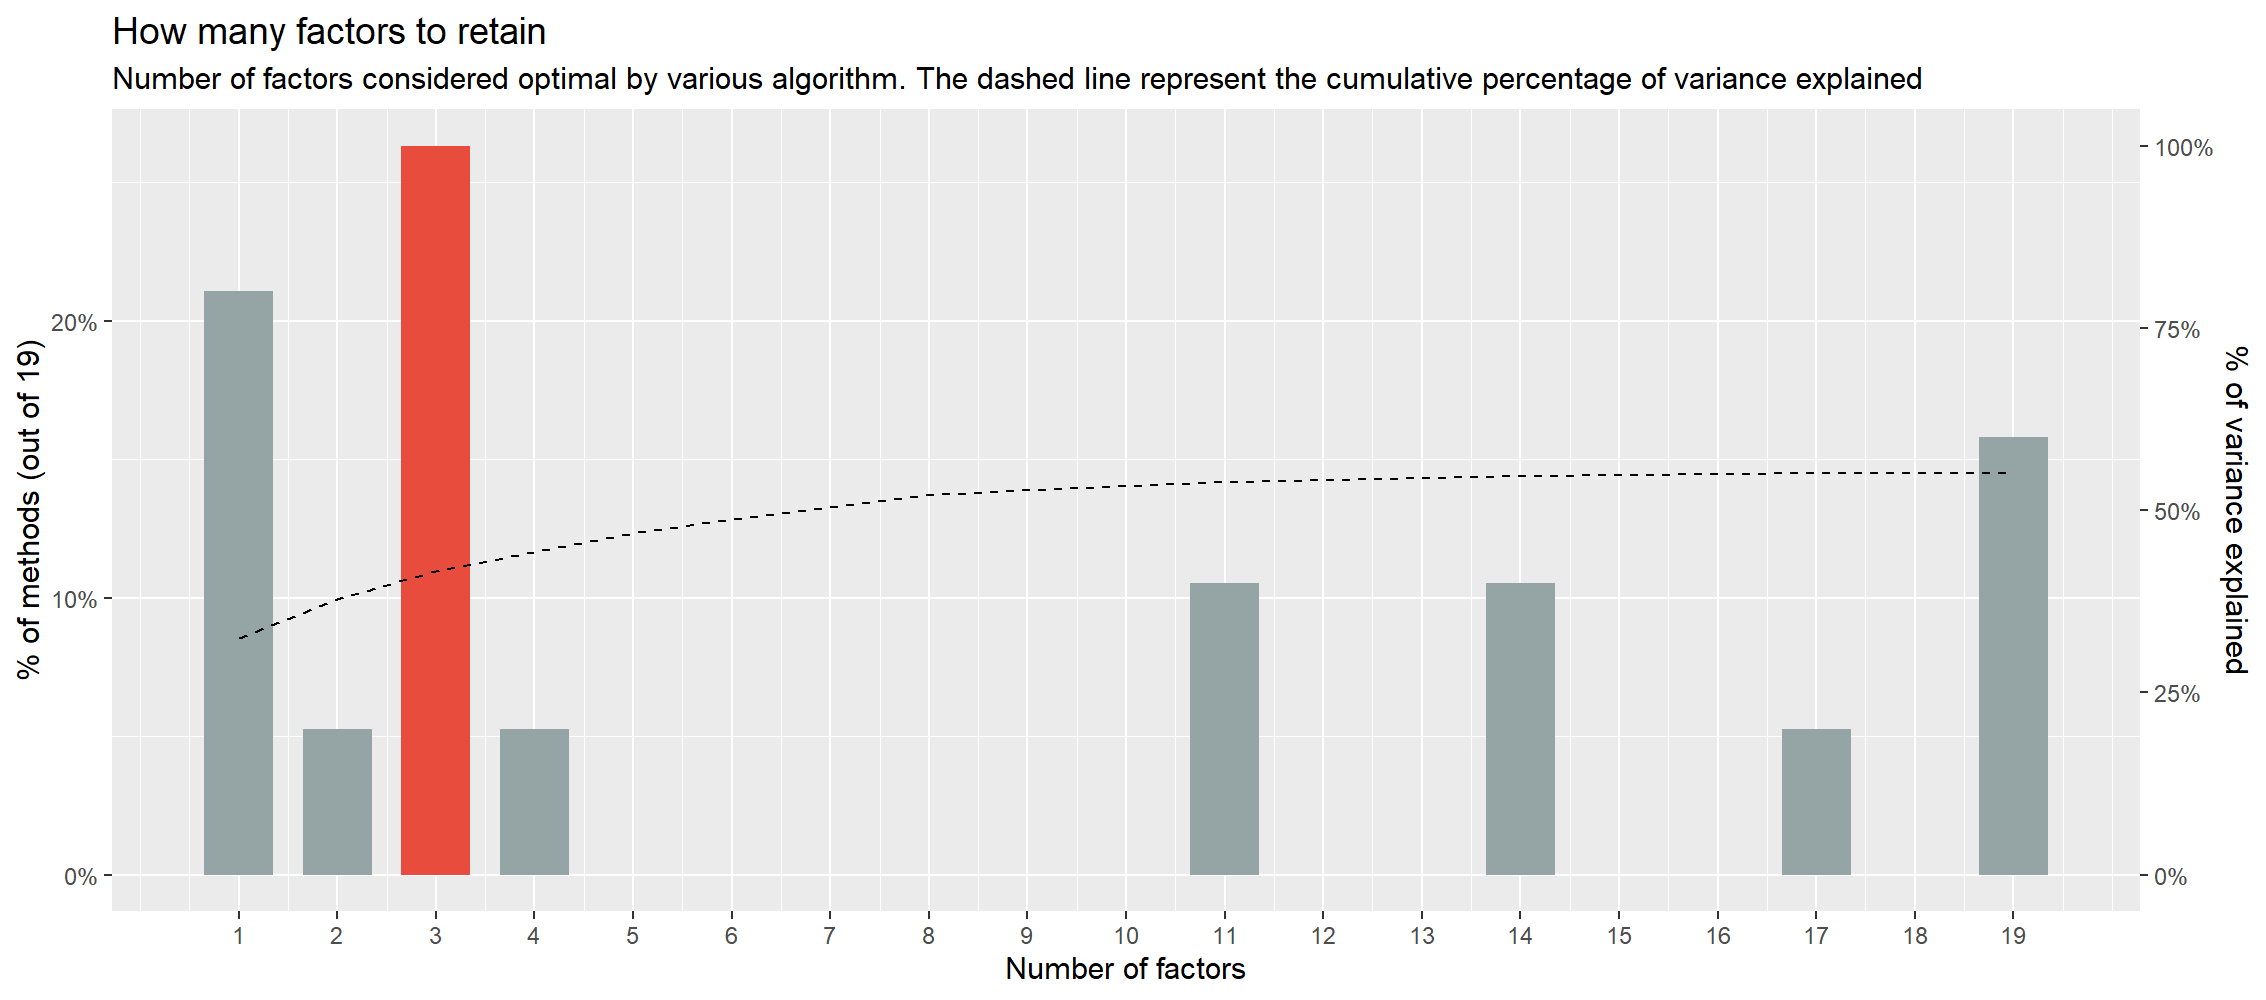 How many factors to retain
Number of factors considered optimal by various algorithm. The dashed line represent the cumulative percentage of variance explained
% of methods (out of 19)
20%
10%
0%
100%
75%
50%
25%
0%
% of variance explained
1 2 3 4 5 6 7 8 9 10 11 12 13 14 15 16 17 18 19
Number of factors